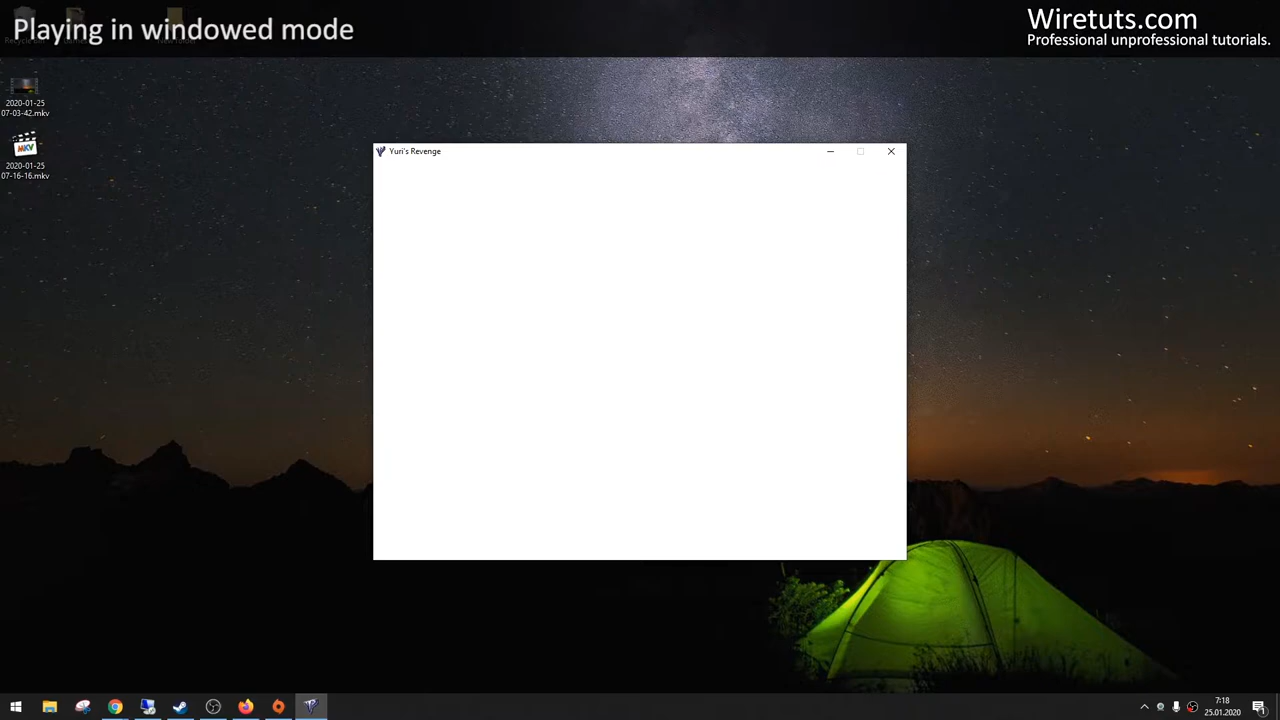 Playing in windowed mode
Wiretuts.com
Professional unprofessional tutorials.
2020-01-25
07-03-42.mkv
MKV
2020-01-25
07-16-16.mkv
Yuri's Revenge
7:18
25.01.2020